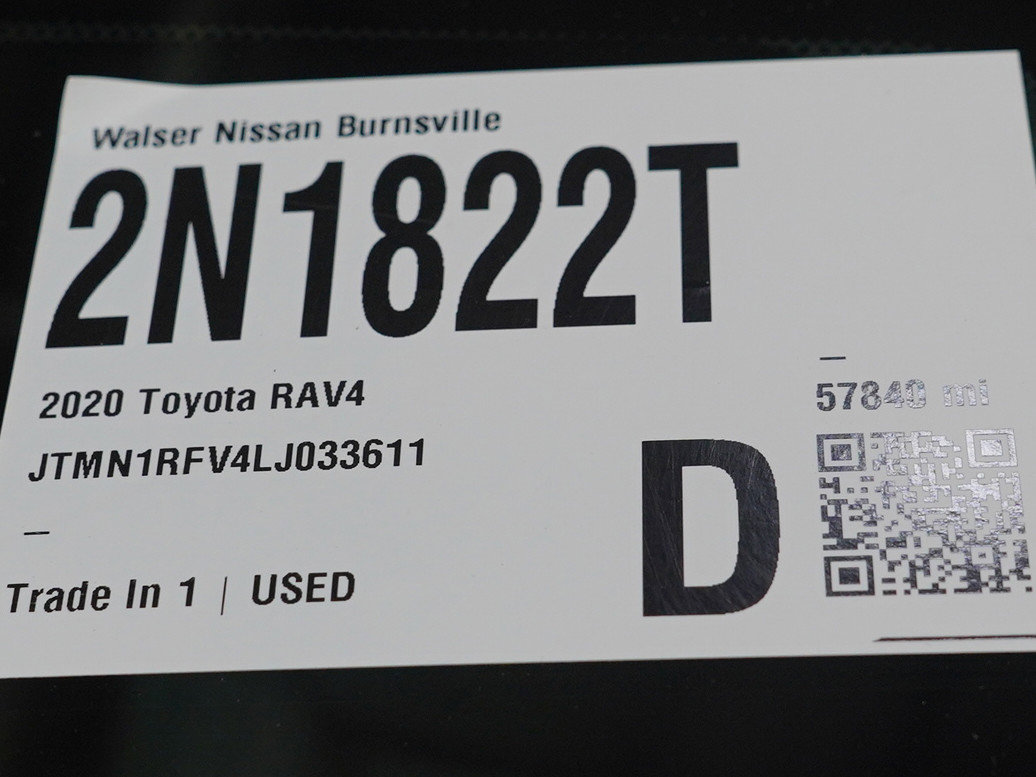 Walser Nissan Burnsville
2N1822T
2020 Toyota RAV4
JTMN1RFV4LJ033611
–
Trade In 1 | USED
–
57840 mi
D